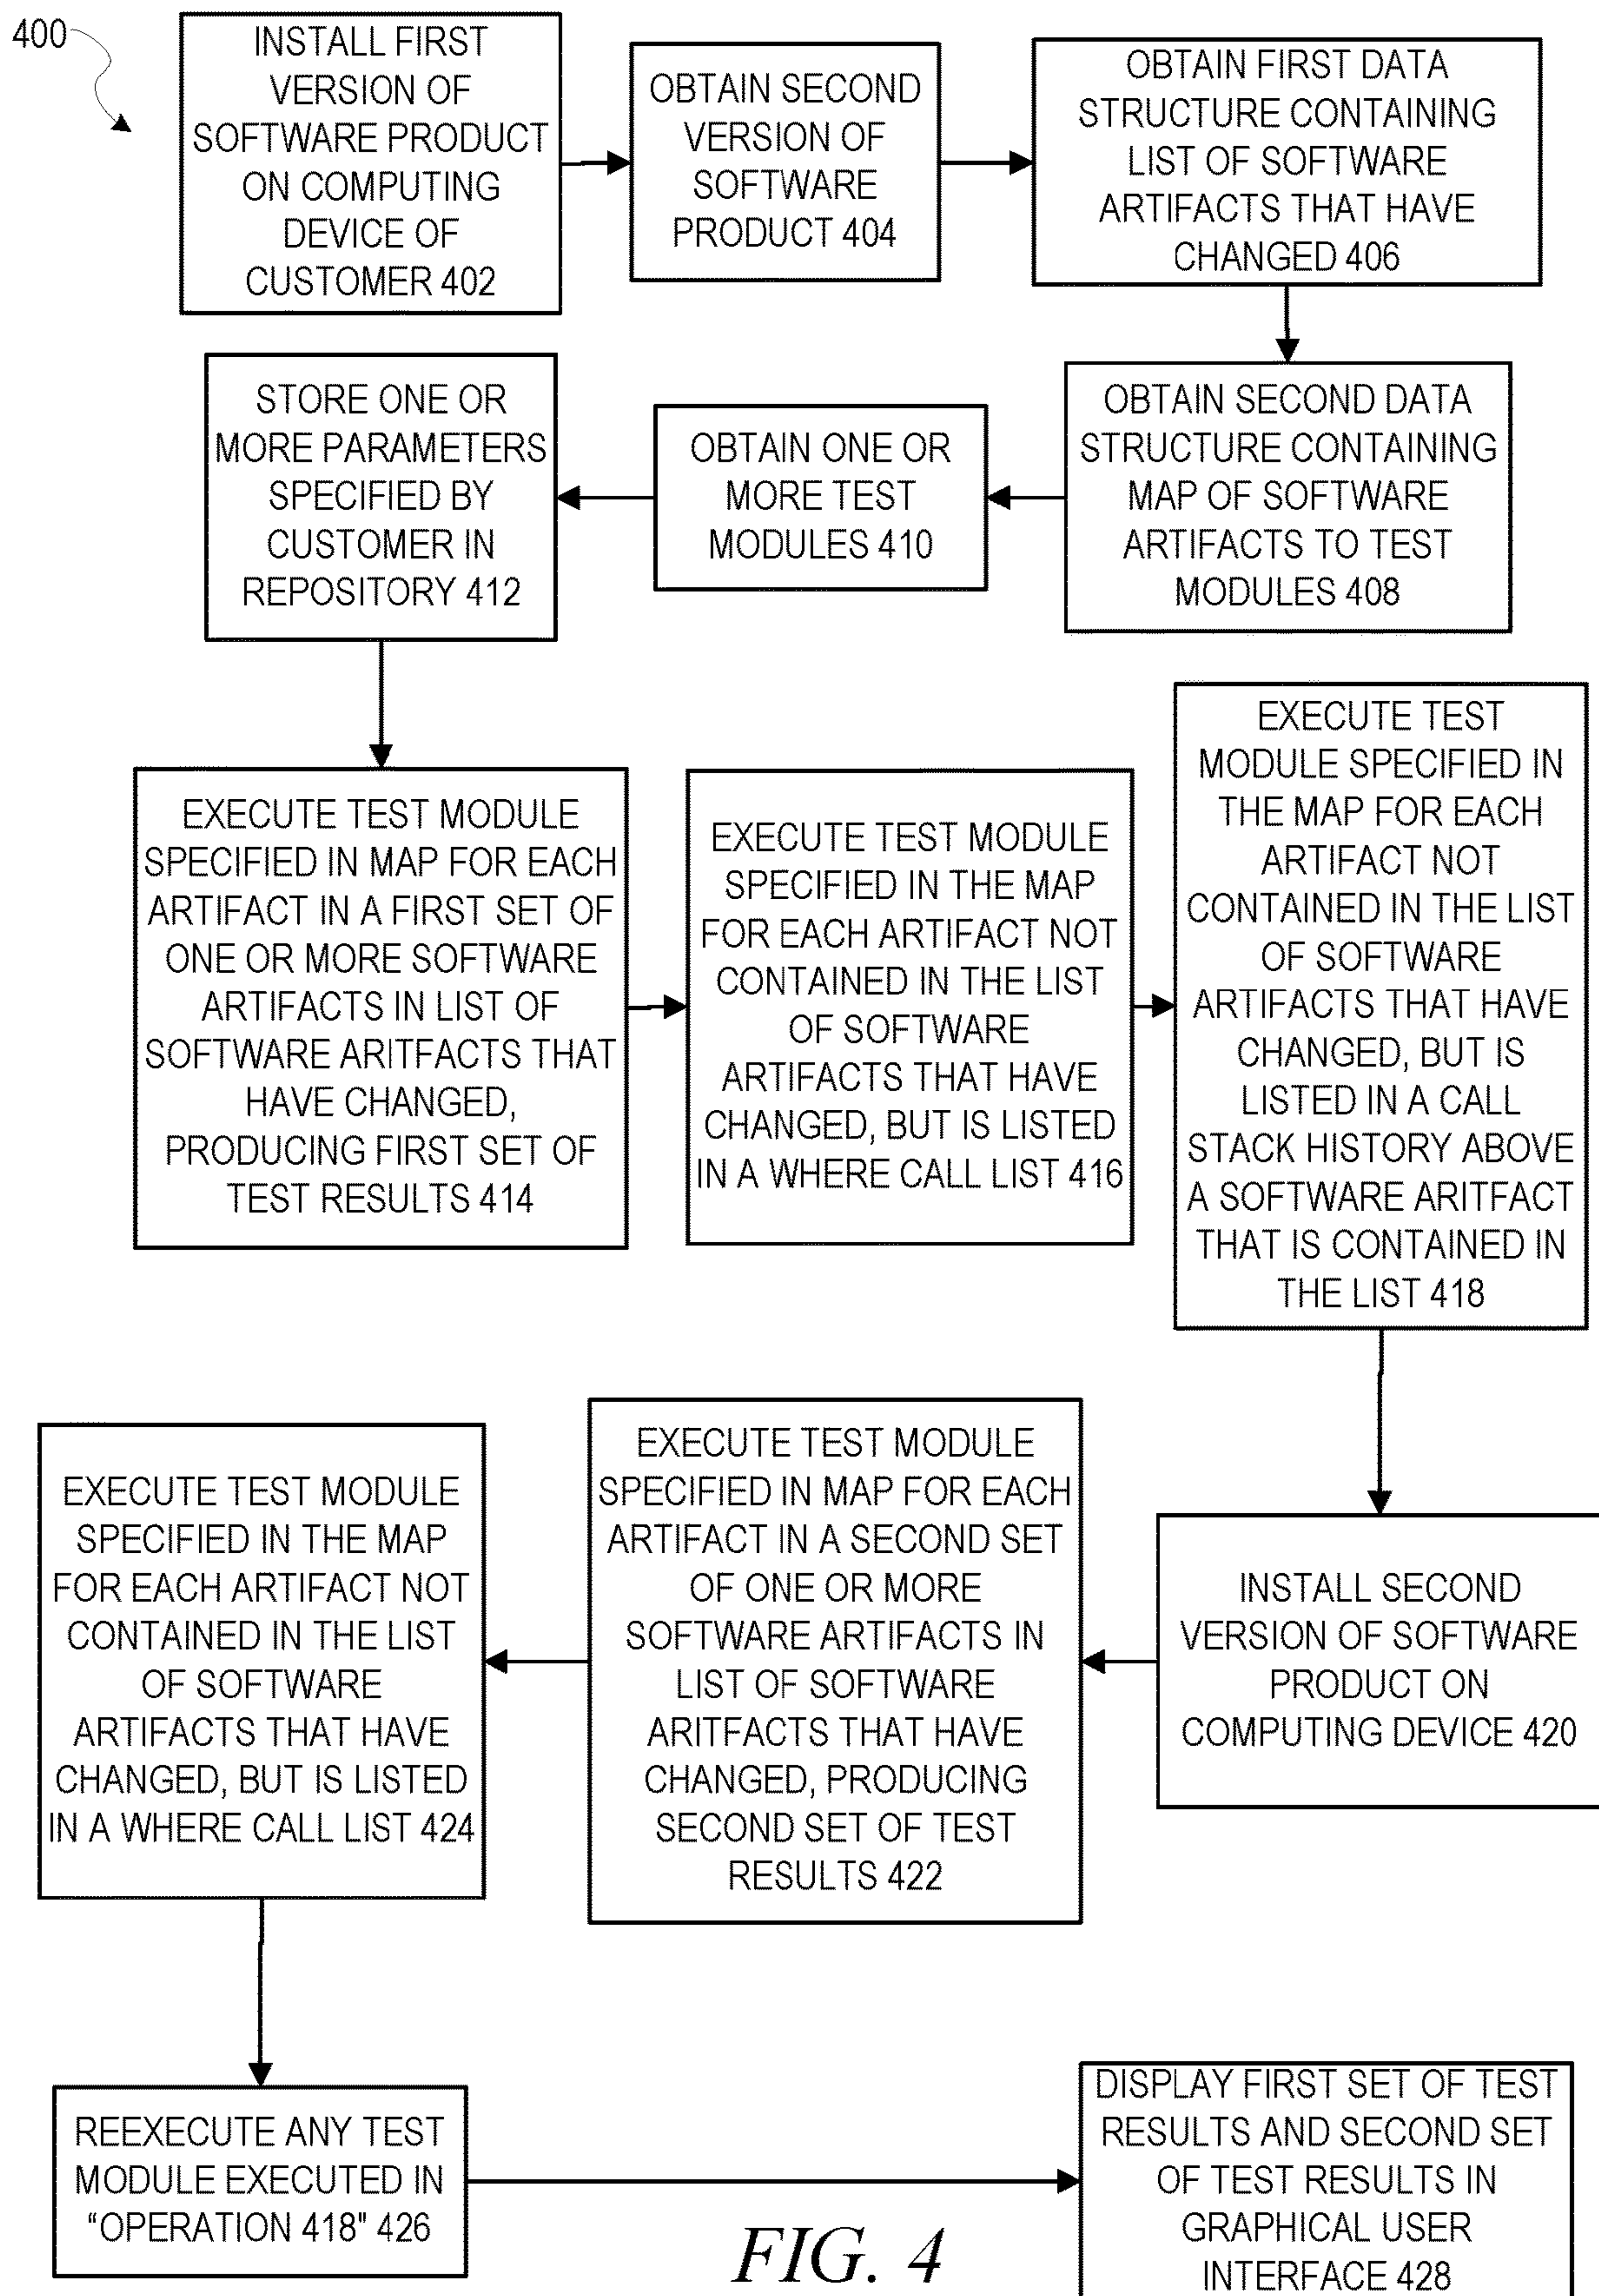 400
INSTALL FIRST
VERSION OF
SOFTWARE PRODUCT
ON COMPUTING
DEVICE OF
CUSTOMER 402
OBTAIN SECOND
VERSION OF
SOFTWARE
PRODUCT 404
OBTAIN FIRST DATA
STRUCTURE CONTAINING
LIST OF SOFTWARE
ARTIFACTS THAT HAVE
CHANGED 406
OBTAIN SECOND DATA
STRUCTURE CONTAINING
MAP OF SOFTWARE
ARTIFACTS TO TEST
MODULES 408
OBTAIN ONE OR
MORE TEST
MODULES 410
STORE ONE OR
MORE PARAMETERS
SPECIFIED BY
CUSTOMER IN
REPOSITORY 412
EXECUTE TEST MODULE
SPECIFIED IN MAP FOR EACH
ARTIFACT IN A FIRST SET OF
ONE OR MORE SOFTWARE
ARTIFACTS IN LIST OF
SOFTWARE ARITFACTS THAT
HAVE CHANGED,
PRODUCING FIRST SET OF
TEST RESULTS 414
EXECUTE TEST MODULE
SPECIFIED IN THE MAP
FOR EACH ARTIFACT NOT
CONTAINED IN THE LIST
OF SOFTWARE
ARTIFACTS THAT HAVE
CHANGED, BUT IS LISTED
IN A WHERE CALL LIST 416
EXECUTE TEST
MODULE SPECIFIED IN
THE MAP FOR EACH
ARTIFACT NOT
CONTAINED IN THE LIST
OF SOFTWARE
ARTIFACTS THAT HAVE
CHANGED, BUT IS
LISTED IN A CALL
STACK HISTORY ABOVE
A SOFTWARE ARITFACT
THAT IS CONTAINED IN
THE LIST 418
INSTALL SECOND
VERSION OF SOFTWARE
PRODUCT ON
COMPUTING DEVICE 420
EXECUTE TEST MODULE
SPECIFIED IN MAP FOR EACH
ARTIFACT IN A SECOND SET
OF ONE OR MORE
SOFTWARE ARTIFACTS IN
LIST OF SOFTWARE
ARITFACTS THAT HAVE
CHANGED, PRODUCING
SECOND SET OF TEST
RESULTS 422
EXECUTE TEST MODULE
SPECIFIED IN THE MAP
FOR EACH ARTIFACT NOT
CONTAINED IN THE LIST
OF SOFTWARE
ARTIFACTS THAT HAVE
CHANGED, BUT IS LISTED
IN A WHERE CALL LIST 424
REEXECUTE ANY TEST
MODULE EXECUTED IN
“OPERATION 418" 426
DISPLAY FIRST SET OF TEST
RESULTS AND SECOND SET
OF TEST RESULTS IN
GRAPHICAL USER
INTERFACE 428
FIG. 4